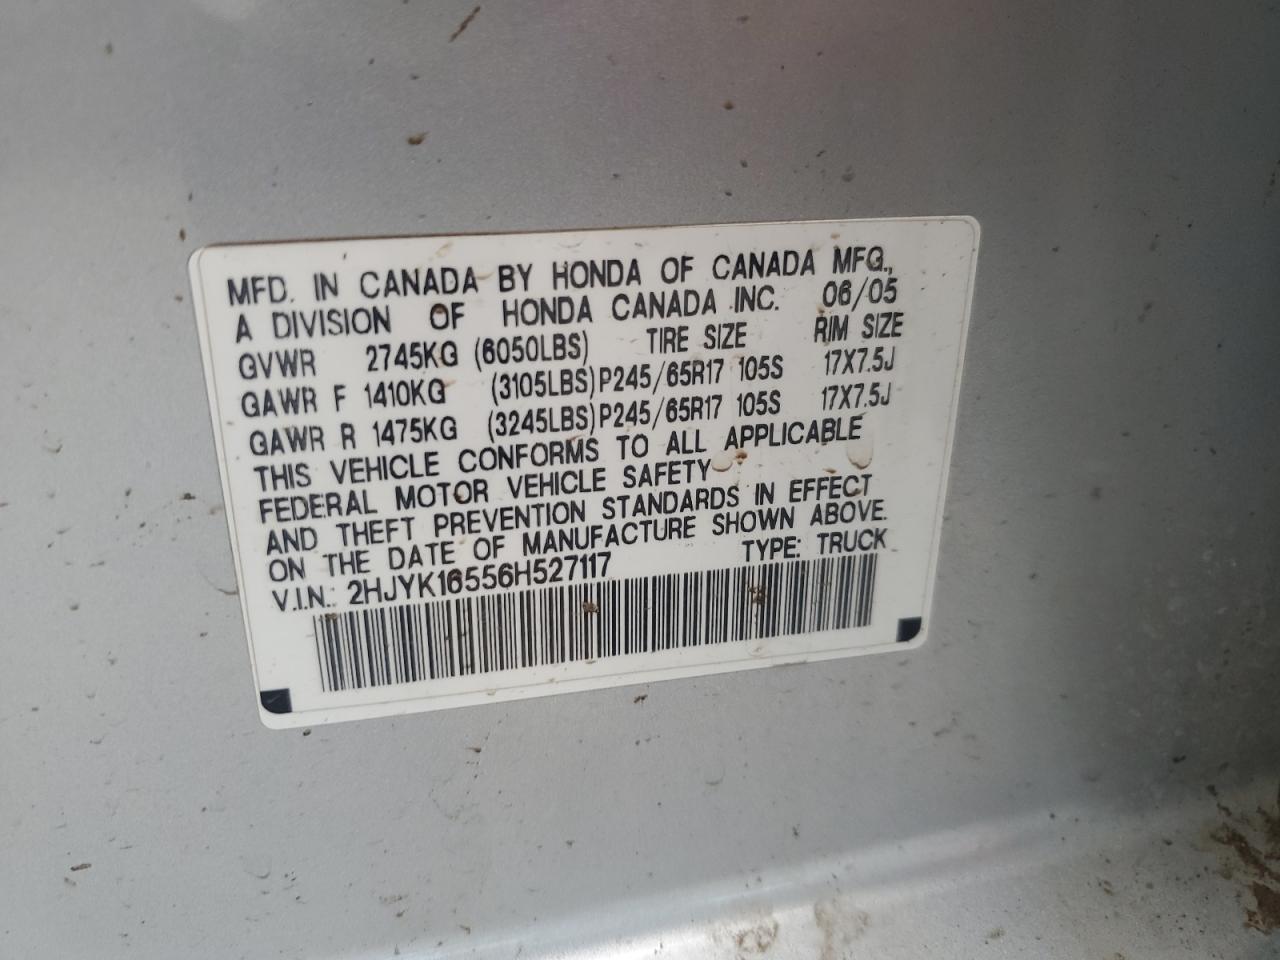 MFD. IN CANADA BY HONDA OF CANADA MFG.,
A DIVISION OF HONDA CANADA INC. 06/05
GVWR 2745KG (6050LBS) TIRE SIZE RIM SIZE
GAWR F 1410KG (3105LBS) P245/65R17 105S 17X7.5J
GAWR R 1475KG (3245LBS) P245/65R17 105S 17X7.5J
THIS VEHICLE CONFORMS TO ALL APPLICABLE
FEDERAL MOTOR VEHICLE SAFETY
AND THEFT PREVENTION STANDARDS IN EFFECT
ON THE DATE OF MANUFACTURE SHOWN ABOVE.
V.I.N.: 2HJYK16556H527117 TYPE: TRUCK